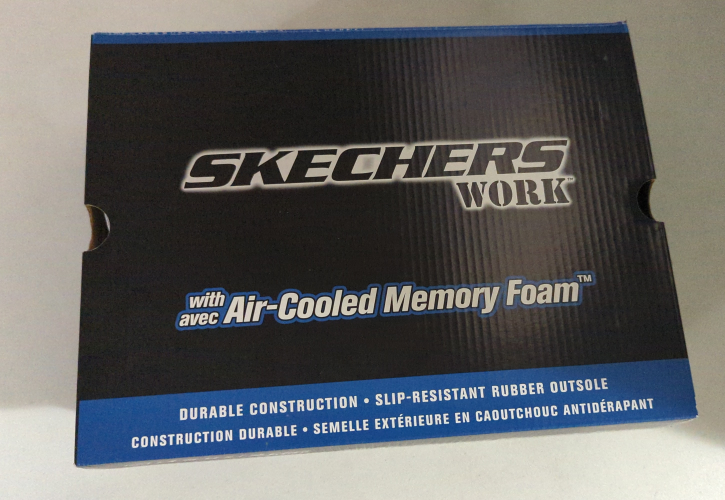 SKECHERS
WORK™
with
avec Air-Cooled Memory Foam™
DURABLE CONSTRUCTION • SLIP-RESISTANT RUBBER OUTSOLE
CONSTRUCTION DURABLE • SEMELLE EXTÉRIEURE EN CAOUTCHOUC ANTIDÉRAPANT